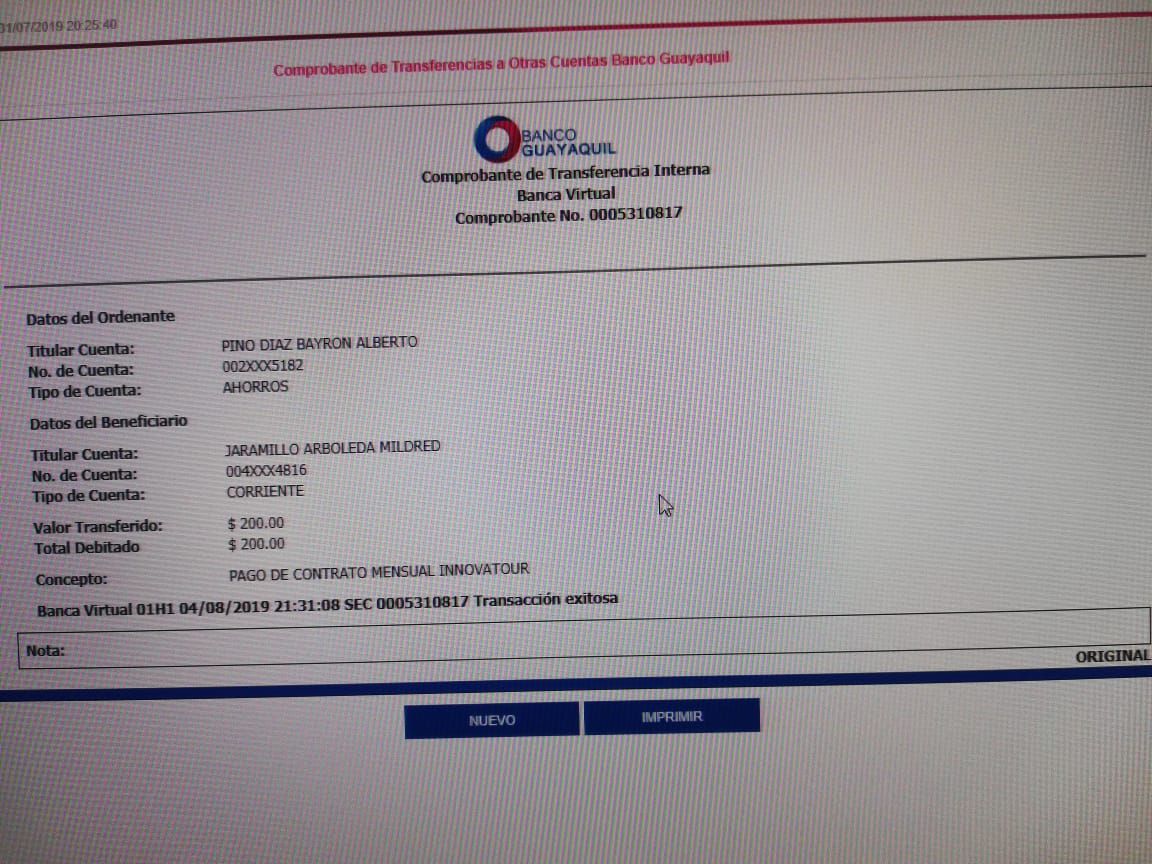 31/07/2019 20:25:40
Comprobante de Transferencias a Otras Cuentas Banco Guayaquil
BANCO
GUAYAQUIL
Comprobante de Transferencia Interna
Banca Virtual
Comprobante No. 0005310817
Datos del Ordenante
Titular Cuenta: PINO DIAZ BAYRON ALBERTO
No. de Cuenta: 002XXX5182
Tipo de Cuenta: AHORROS
Datos del Beneficiario
Titular Cuenta: JARAMILLO ARBOLEDA MILDRED
No. de Cuenta: 004XXX4816
Tipo de Cuenta: CORRIENTE
Valor Transferido: $ 200.00
Total Debitado $ 200.00
Concepto: PAGO DE CONTRATO MENSUAL INNOVATOUR
Banca Virtual 01H1 04/08/2019 21:31:08 SEC 0005310817 Transacción exitosa
Nota:
ORIGINAL
NUEVO IMPRIMIR